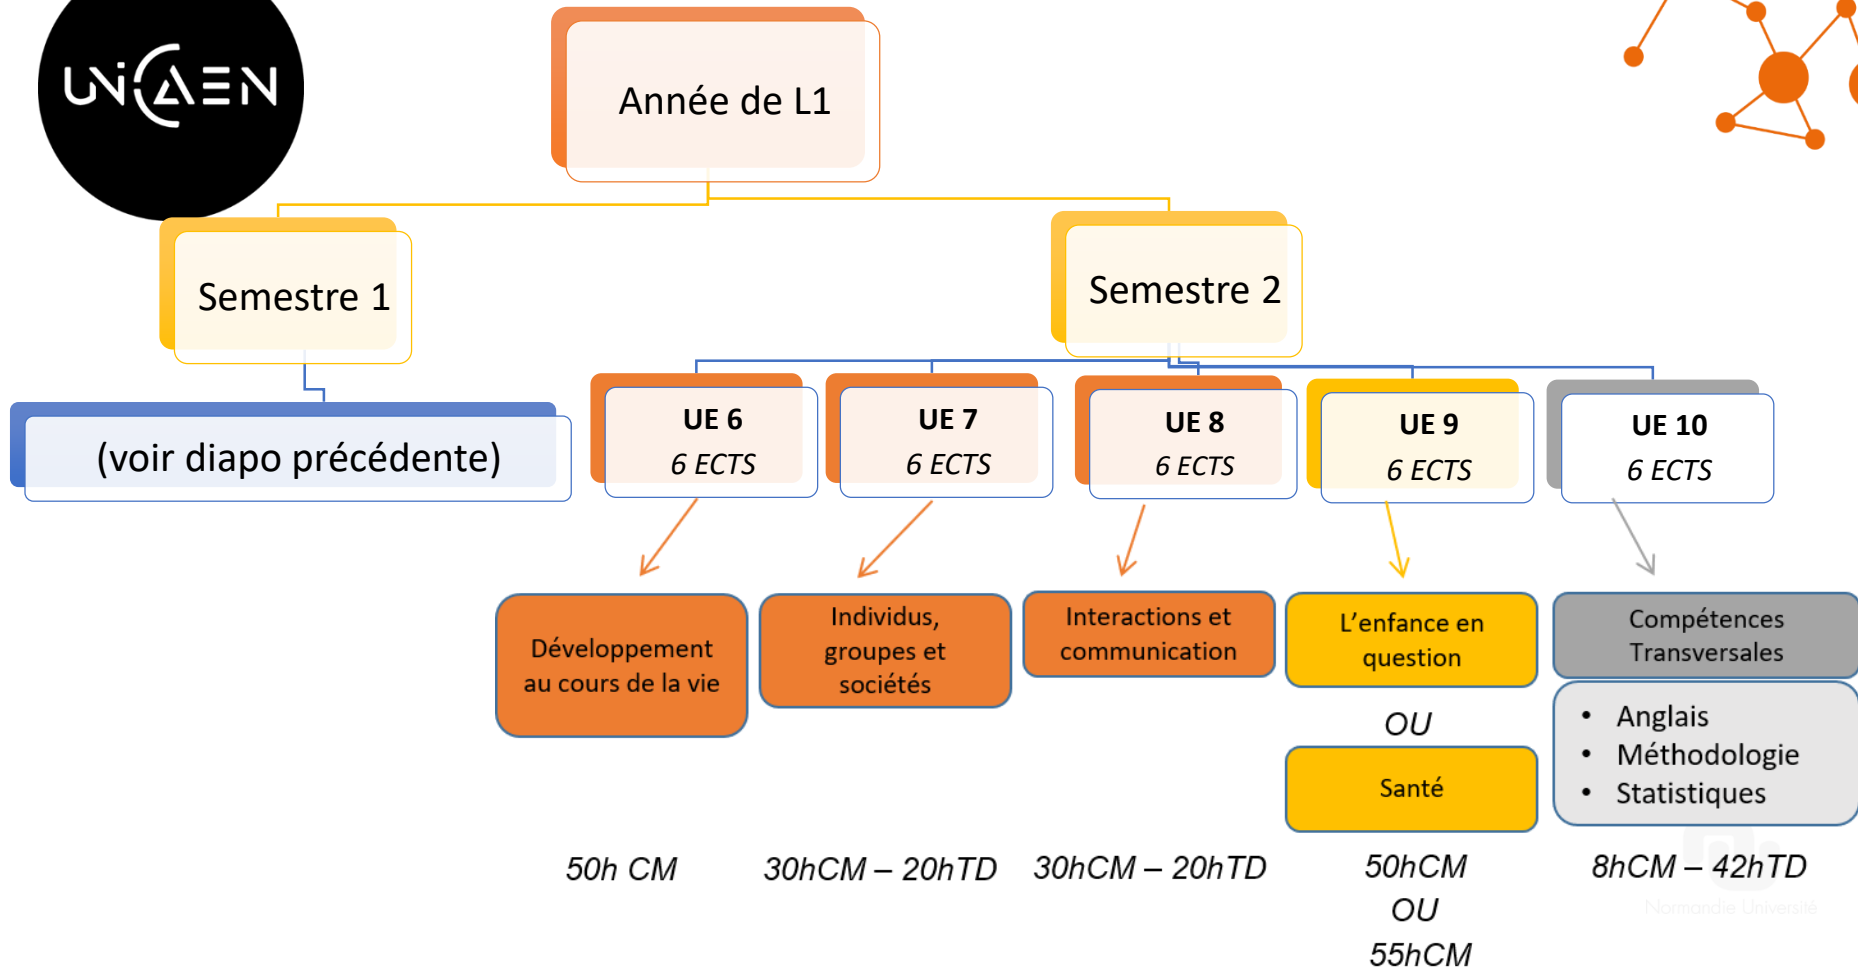 UNICAEN
Année de L1
Semestre 1
Semestre 2
(voir diapo précédente)
UE 6
6 ECTS
UE 7
6 ECTS
UE 8
6 ECTS
UE 9
6 ECTS
UE 10
6 ECTS
Développement
au cours de la vie
Individus,
groupes et
sociétés
Interactions et
communication
L'enfance en
question
OU
Santé
Compétences
Transversales
• Anglais
• Méthodologie
• Statistiques
50h CM
30hCM – 20hTD
30hCM – 20hTD
50hCM
OU
55hCM
8hCM – 42hTD
Normandie Université